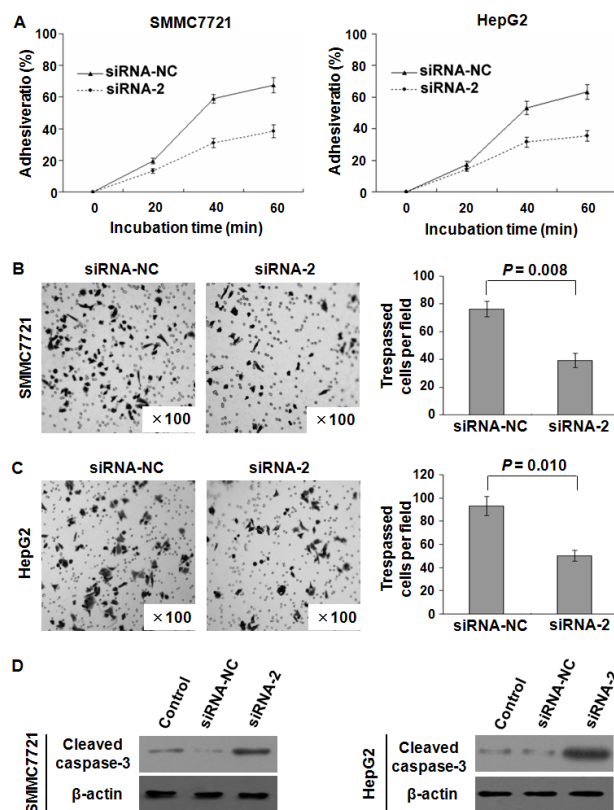 A
SMMC7721
HepG2
Adhesiveratio (%)
100
80
60
40
20
0
siRNA-NC
siRNA-2
0 20 40 60
Incubation time (min)
Adhesiveratio (%)
100
80
60
40
20
0
siRNA-NC
siRNA-2
0 20 40 60
Incubation time (min)
B
siRNA-NC
siRNA-2
SMMC7721
×100
×100
Trespassed
cells per field
100
80
60
40
20
0
P = 0.008
siRNA-NC siRNA-2
C
siRNA-NC
siRNA-2
HepG2
×100
×100
Trespassed
cells per field
120
100
80
60
40
20
0
P = 0.010
siRNA-NC siRNA-2
D
Control
siRNA-NC
siRNA-2
SMMC7721
Cleaved
caspase-3
β-actin
Control
siRNA-NC
siRNA-2
HepG2
Cleaved
caspase-3
β-actin